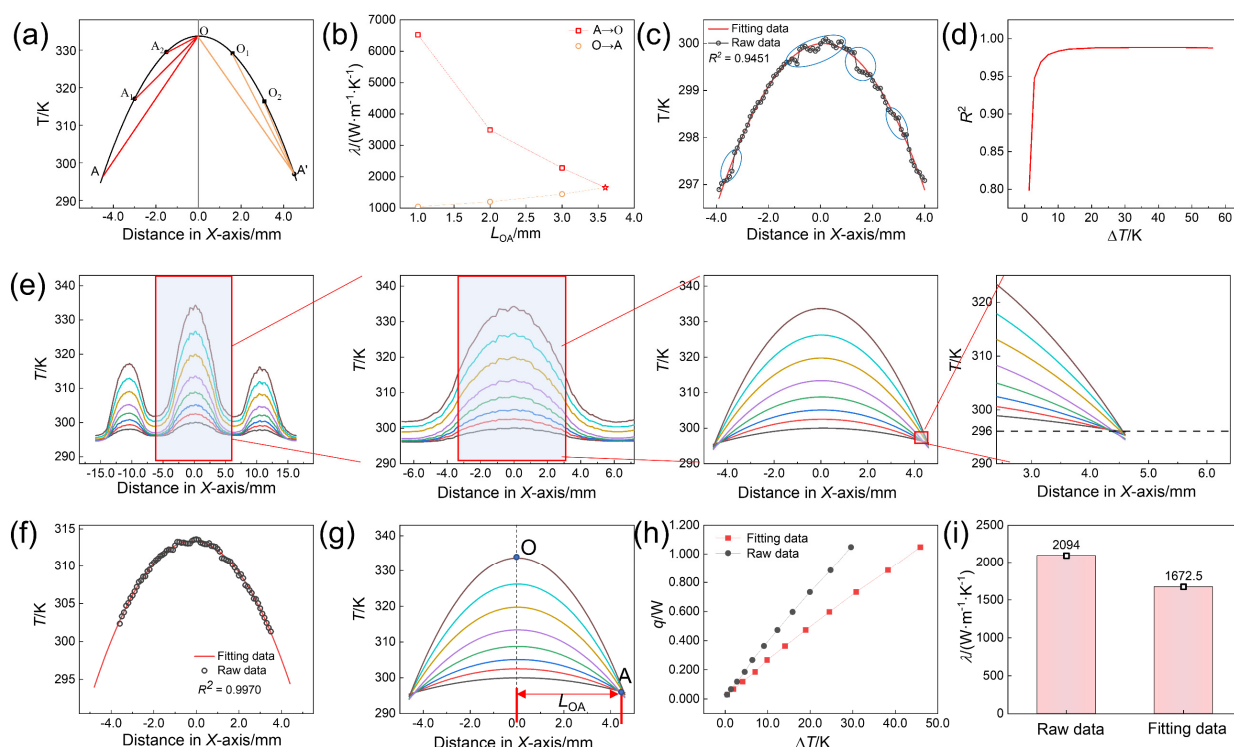 (a)
T/K
330
320
310
300
290
-4.0 -2.0 0.0 2.0 4.0
Distance in X-axis/mm
O
A₂
O₁
A₁
O₂
A
A'
(b)
λ/(W·m⁻¹·K⁻¹)
7000
6000
5000
4000
3000
2000
1000
1.0 1.5 2.0 2.5 3.0 3.5 4.0
L_OA/mm
A→O
O→A
(c)
T/K
300
299
298
297
-4.0 -2.0 0.0 2.0 4.0
Distance in X-axis/mm
Fitting data
Raw data
R² = 0.9451
(d)
R²
1.00
0.95
0.90
0.85
0.80
0 10 20 30 40 50 60
ΔT/K
(e)
T/K
340
330
320
310
300
290
-15.0 -10.0 -5.0 0.0 5.0 10.0 15.0
Distance in X-axis/mm
T/K
340
330
320
310
300
290
-6.0 -4.0 -2.0 0.0 2.0 4.0 6.0
Distance in X-axis/mm
T/K
340
330
320
310
300
290
-4.0 -2.0 0.0 2.0 4.0
Distance in X-axis/mm
T/K
320
310
300
296
290
3.0 4.0 5.0 6.0
Distance in X-axis/mm
(f)
T/K
315
310
305
300
295
-4.0 -2.0 0.0 2.0 4.0
Distance in X-axis/mm
Fitting data
Raw data
R² = 0.9970
(g)
T/K
340
330
320
310
300
290
-4.0 -2.0 0.0 2.0 4.0
Distance in X-axis/mm
O
A
L_OA
(h)
q/W
1.200
1.000
0.800
0.600
0.400
0.200
0.000
0.0 10.0 20.0 30.0 40.0 50.0
ΔT/K
Fitting data
Raw data
(i)
λ/(W·m⁻¹·K⁻¹)
2500
2000
1500
1000
500
0
2094
1672.5
Raw data
Fitting data